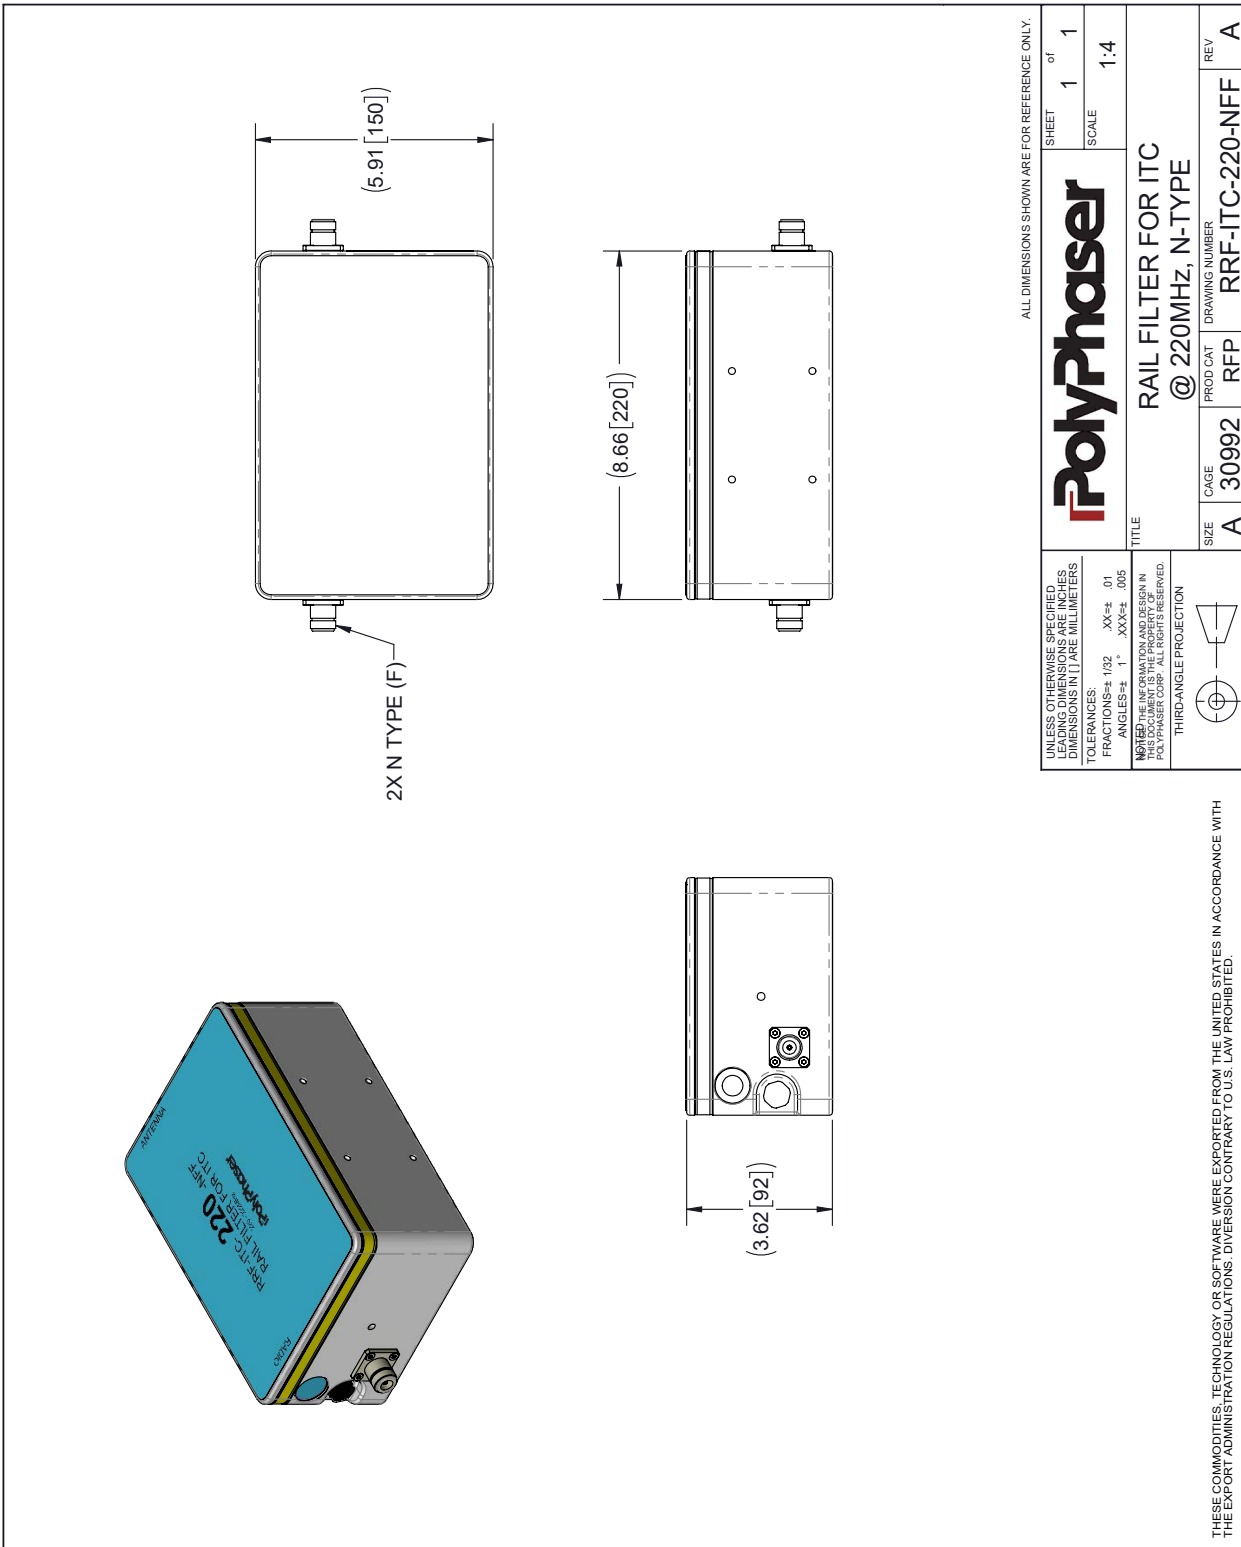 ANTENNA
RRF-ITC-
220
-NFF
RAIL FILTER FOR ITC
PolyPhaser
RADIO
2X N TYPE (F)
(5.91 [150])
(8.66 [220])
(3.62 [92])
ALL DIMENSIONS SHOWN ARE FOR REFERENCE ONLY.
UNLESS OTHERWISE SPECIFIED
LEADING DIMENSIONS ARE INCHES
DIMENSIONS IN [ ] ARE MILLIMETERS
TOLERANCES:
FRACTIONS=± 1/32 .XX=± .01
ANGLES=± 1° .XXX=± .005
THE INFORMATION AND DESIGN IN
THIS DOCUMENT IS THE PROPERTY OF
POLYPHASER CORP. ALL RIGHTS RESERVED.
THIRD-ANGLE PROJECTION
PolyPhaser
SHEET
1 of 1
SCALE
1:4
TITLE
RAIL FILTER FOR ITC
@ 220MHz, N-TYPE
SIZE
A
CAGE
30992
PROD CAT
RFP
DRAWING NUMBER
RRF-ITC-220-NFF
REV
A
THESE COMMODITIES, TECHNOLOGY OR SOFTWARE WERE EXPORTED FROM THE UNITED STATES IN ACCORDANCE WITH
THE EXPORT ADMINISTRATION REGULATIONS. DIVERSION CONTRARY TO U.S. LAW PROHIBITED.